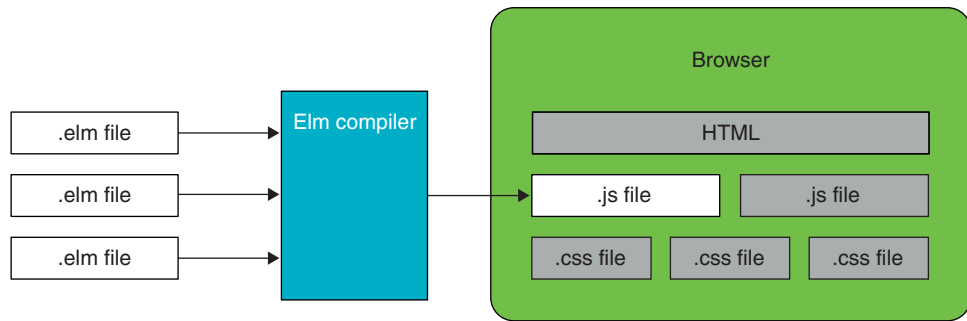 Browser
Elm compiler
.elm file
HTML
.elm file
.js file
.js file
.elm file
.css file
.css file
.css file